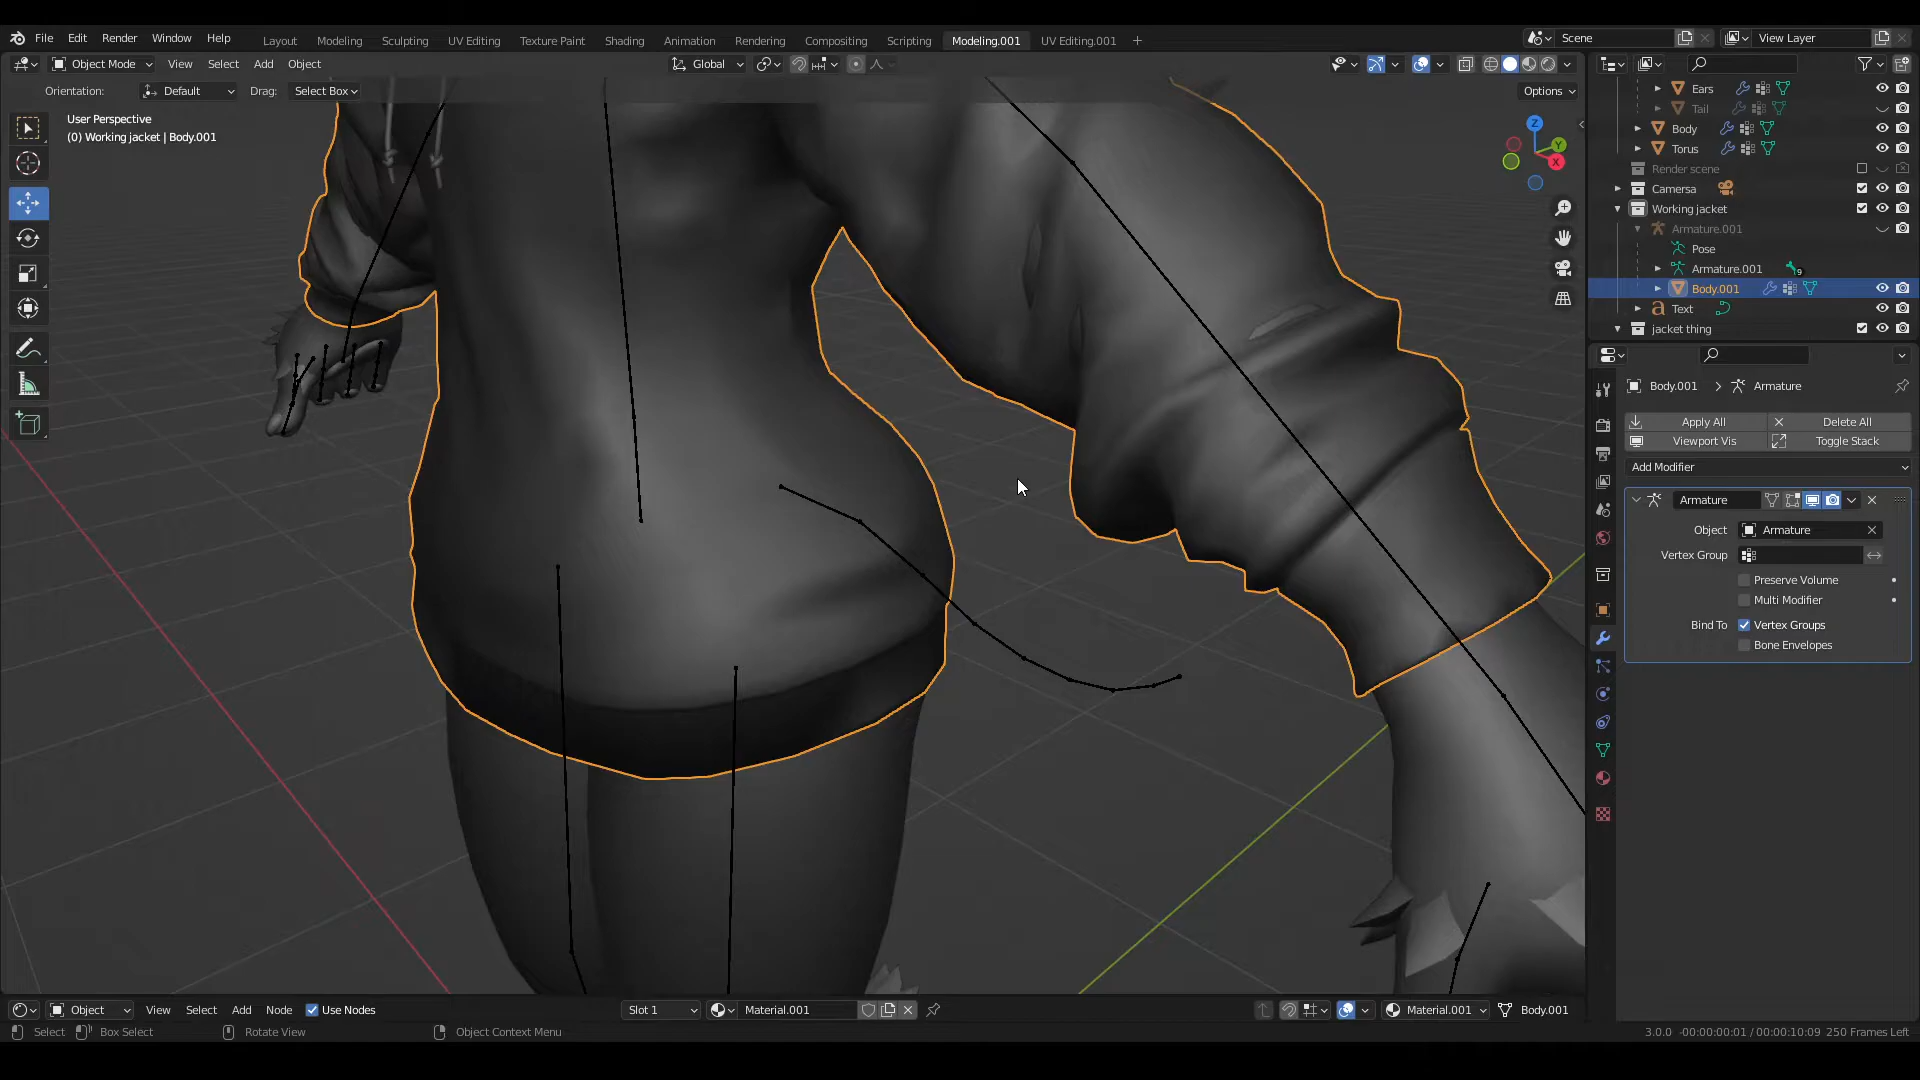 File Edit Render Window Help
Layout Modeling Sculpting UV Editing Texture Paint Shading Animation Rendering Compositing Scripting Modeling.001 UV Editing.001 +
Scene
View Layer
Object Mode View Select Add Object
Global
Orientation: Default Drag: Select Box
Options
User Perspective
(0) Working jacket | Body.001
Z
Y
X
Ears
Tail
Body
Torus
Render scene
Camersa
Working jacket
Armature.001
Pose
Armature.001 9
Body.001
Text
jacket thing
Body.001 > Armature
Apply All Delete All
Viewport Vis Toggle Stack
Add Modifier
Armature
Object Armature
Vertex Group
Preserve Volume
Multi Modifier
Bind To Vertex Groups
Bone Envelopes
Object View Select Add Node Use Nodes
Slot 1 Material.001
Material.001 Body.001
Select Box Select Rotate View Object Context Menu
3.0.0 -00:00:00:01 / 00:00:10:09 250 Frames Left